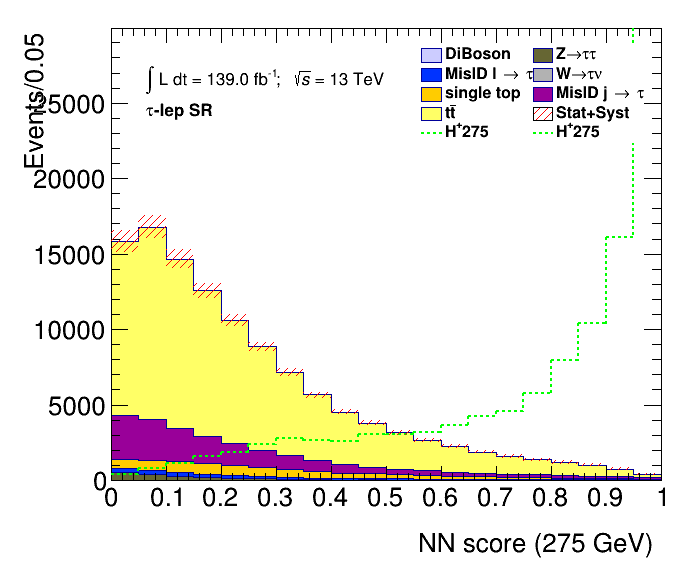 Events/0.05
25000
20000
15000
10000
5000
0
∫ L dt = 139.0 fb⁻¹; √s = 13 TeV
τ-lep SR
DiBoson
MisID l → τ
single top
tt̄
H⁺275
Z→ττ
W→τν
MisID j → τ
Stat+Syst
H⁺275
0 0.1 0.2 0.3 0.4 0.5 0.6 0.7 0.8 0.9 1
NN score (275 GeV)